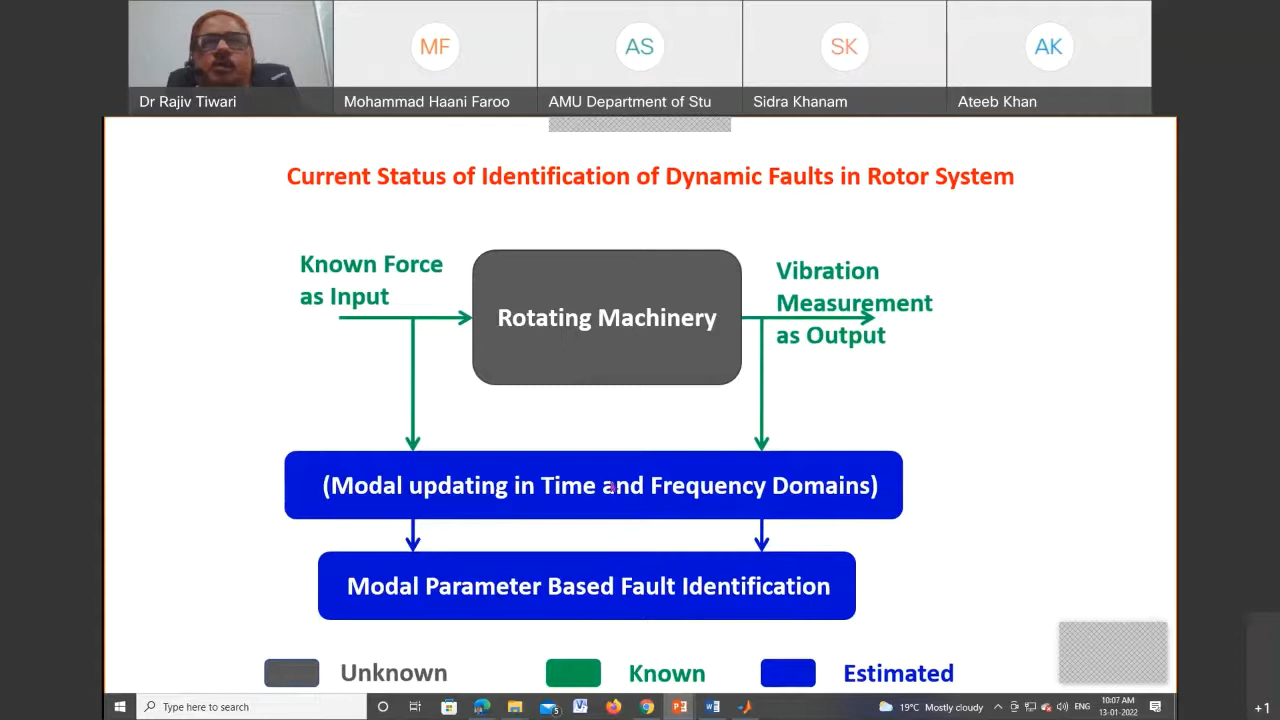 MF
AS
SK
AK
Dr Rajiv Tiwari
Mohammad Haani Faroo
AMU Department of Stu
Sidra Khanam
Ateeb Khan
Current Status of Identification of Dynamic Faults in Rotor System
Known Force
as Input
Rotating Machinery
Vibration
Measurement
as Output
(Modal updating in Time and Frequency Domains)
Modal Parameter Based Fault Identification
Unknown
Known
Estimated
Type here to search
5
19°C Mostly cloudy
ENG
10:07 AM
13-01-2022
+1